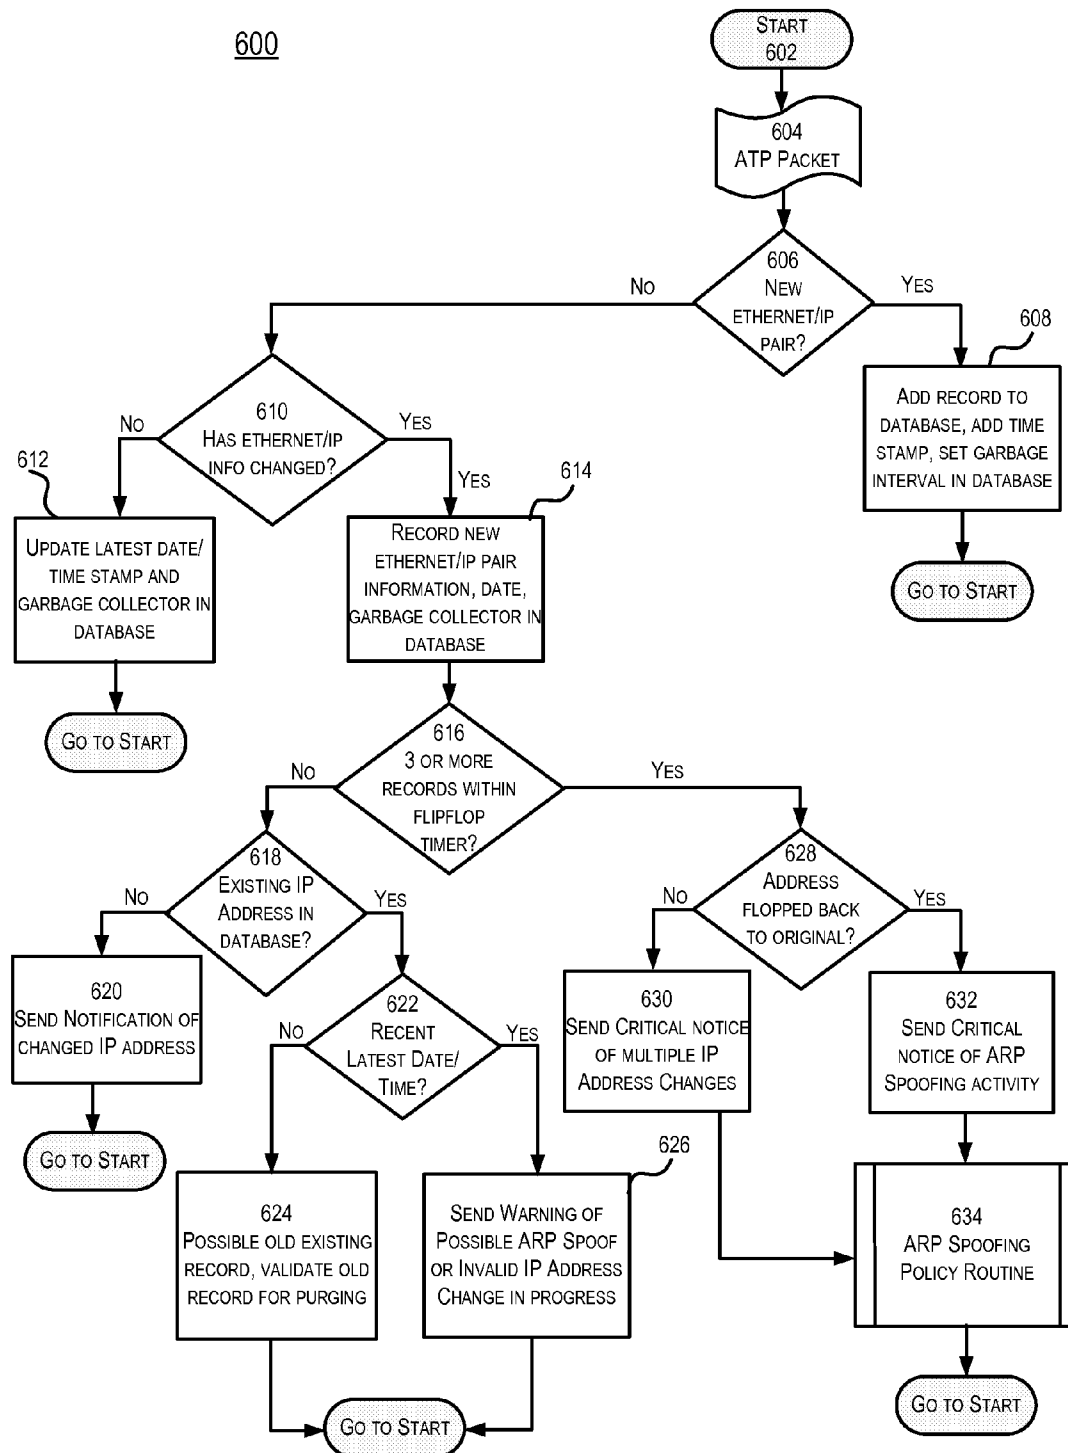 600
START
602
604
ATP PACKET
606
NEW
ETHERNET/IP
PAIR?
NO
YES
608
ADD RECORD TO
DATABASE, ADD TIME
STAMP, SET GARBAGE
INTERVAL IN DATABASE
GO TO START
610
HAS ETHERNET/IP
INFO CHANGED?
NO
YES
YES
612
UPDATE LATEST DATE/
TIME STAMP AND
GARBAGE COLLECTOR IN
DATABASE
GO TO START
614
RECORD NEW
ETHERNET/IP PAIR
INFORMATION, DATE,
GARBAGE COLLECTOR IN
DATABASE
616
3 OR MORE
RECORDS WITHIN
FLIPFLOP
TIMER?
NO
YES
618
EXISTING IP
ADDRESS IN
DATABASE?
NO
YES
620
SEND NOTIFICATION OF
CHANGED IP ADDRESS
GO TO START
622
RECENT
LATEST DATE/
TIME?
NO
YES
624
POSSIBLE OLD EXISTING
RECORD, VALIDATE OLD
RECORD FOR PURGING
626
SEND WARNING OF
POSSIBLE ARP SPOOF
OR INVALID IP ADDRESS
CHANGE IN PROGRESS
GO TO START
628
ADDRESS
FLOPPED BACK
TO ORIGINAL?
NO
YES
630
SEND CRITICAL NOTICE
OF MULTIPLE IP
ADDRESS CHANGES
632
SEND CRITICAL
NOTICE OF ARP
SPOOFING ACTIVITY
634
ARP SPOOFING
POLICY ROUTINE
GO TO START